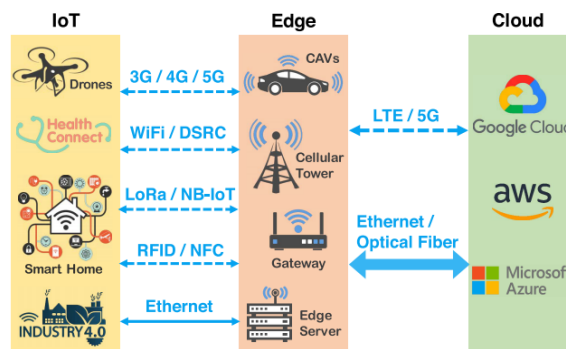 IoT
Edge
Cloud
Drones
3G / 4G / 5G
CAVs
LTE / 5G
Google Cloud
Health
Connect
WiFi / DSRC
Cellular
Tower
aws
LoRa / NB-IoT
Smart Home
RFID / NFC
Gateway
Ethernet /
Optical Fiber
Microsoft
Azure
INDUSTRY 4.0
Ethernet
Edge
Server